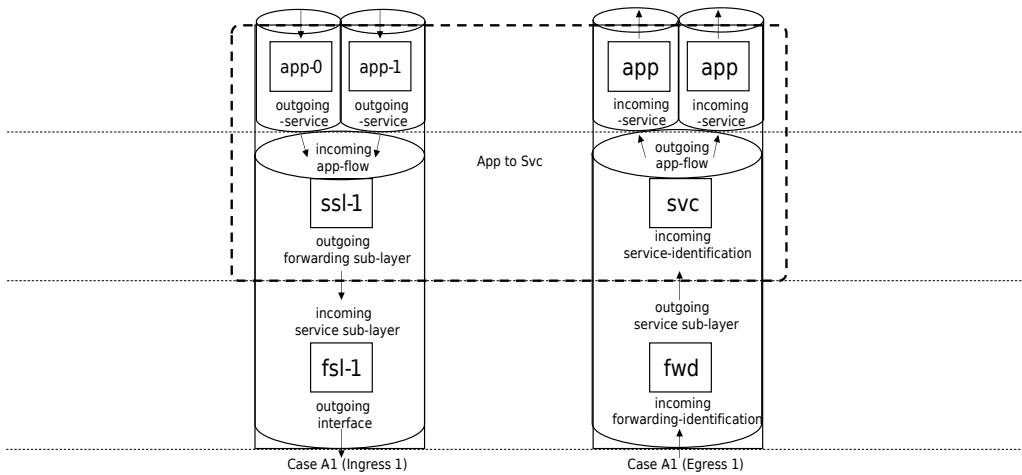 app-0
app-1
outgoing
-service
outgoing
-service
incoming
app-flow
ssl-1
outgoing
forwarding sub-layer
incoming
service sub-layer
fsl-1
outgoing
interface
Case A1 (Ingress 1)
App to Svc
app
app
incoming
-service
incoming
-service
outgoing
app-flow
svc
incoming
service-identification
outgoing
service sub-layer
fwd
incoming
forwarding-identification
Case A1 (Egress 1)